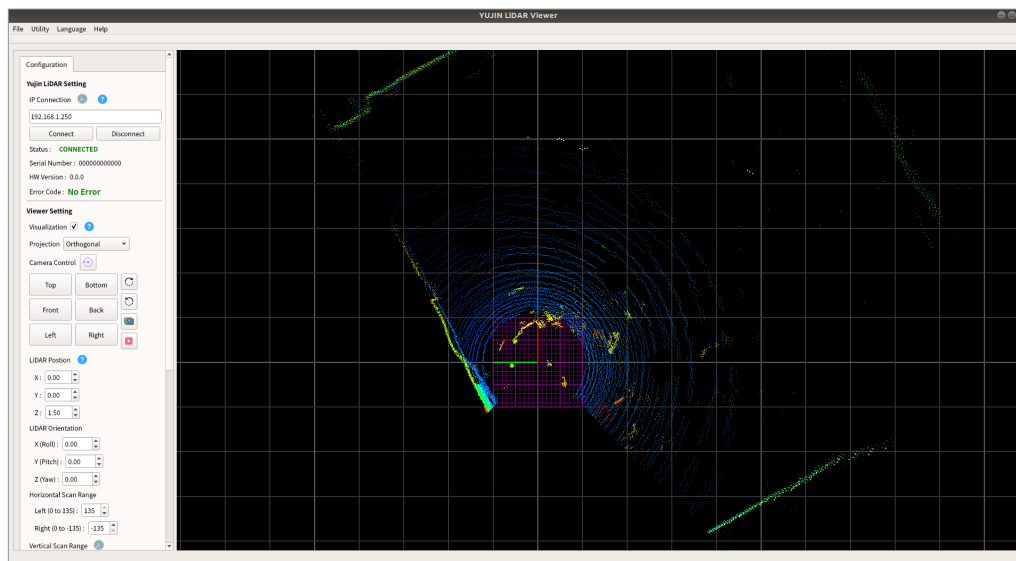 YUJIN LiDAR Viewer
File Utility Language Help
Configuration
Yujin LiDAR Setting
IP Connection ?
192.168.1.250
Connect Disconnect
Status : CONNECTED
Serial Number : 000000000000
HW Version : 0.0.0
Error Code : No Error
Viewer Setting
Visualization ?
Projection Orthogonal
Camera Control
Top Bottom
Front Back
Left Right
LiDAR Postion ?
X : 0.00
Y : 0.00
Z : 1.50
LiDAR Orientation
X (Roll) : 0.00
Y (Pitch) : 0.00
Z (Yaw) : 0.00
Horizontal Scan Range
Left (0 to 135) : 135
Right (0 to -135) : -135
Vertical Scan Range